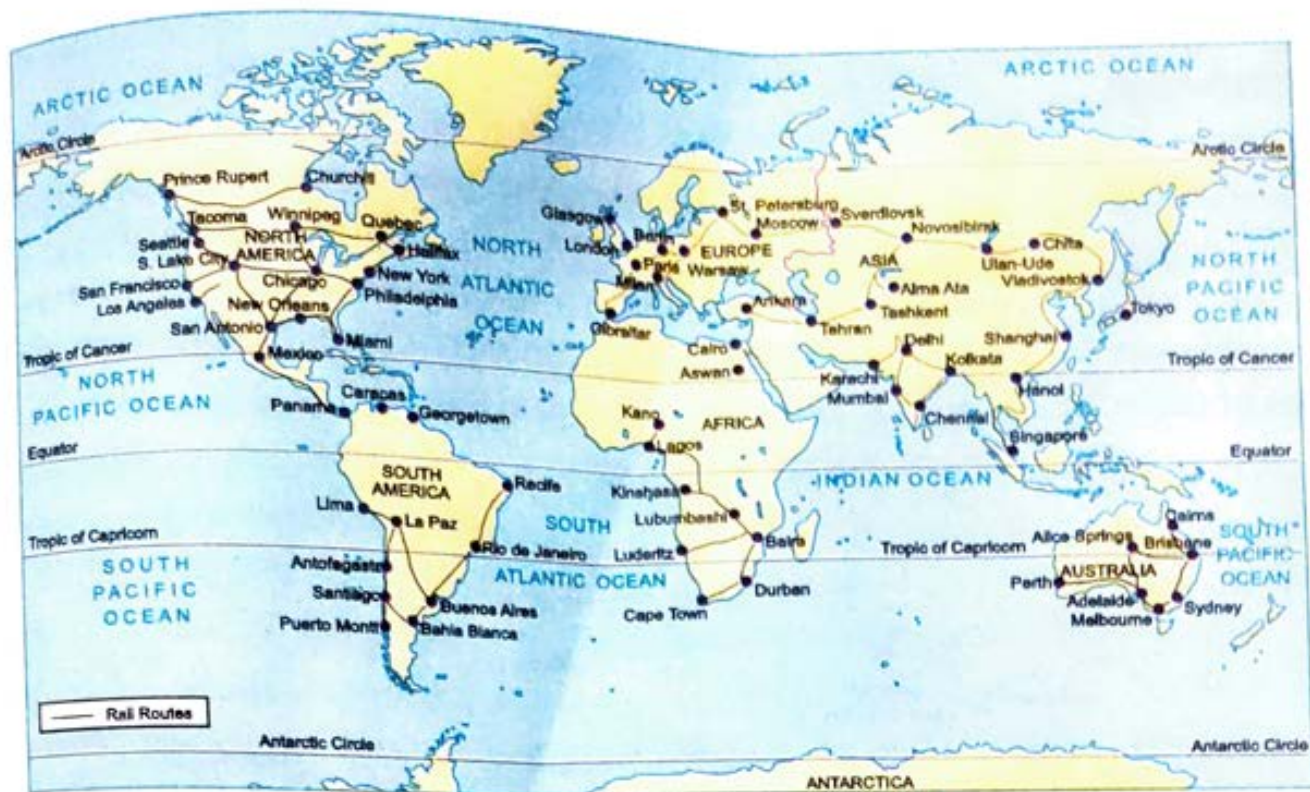 ARCTIC OCEAN
ARCTIC OCEAN
Arctic Circle
Arctic Circle
Prince Rupert
Churchill
Tacoma
Winnipeg
Quebec
Seattle
NORTH
AMERICA
Halifax
S. Lake City
Chicago
New York
San Francisco
Philadelphia
Los Angeles
New Orleans
San Antonio
Miami
Mexico
Tropic of Cancer
NORTH
ATLANTIC
OCEAN
Glasgow
London
Berlin
Paris
Milan
Warsaw
EUROPE
St. Petersburg
Moscow
Sverdlovsk
Novosibirsk
Chita
Ulan-Ude
Vladivostok
ASIA
Alma Ata
Ankara
Tashkent
Tehran
Gibraltar
Cairo
Aswan
Delhi
Kolkata
Karachi
Mumbai
Chennai
Shanghai
Tokyo
Hanoi
Singapore
NORTH
PACIFIC
OCEAN
Tropic of Cancer
NORTH
PACIFIC OCEAN
Panama
Caracas
Georgetown
Kano
AFRICA
Lagos
Equator
Equator
INDIAN OCEAN
SOUTH
AMERICA
Recife
Lima
La Paz
Kinshasa
Lubumbashi
SOUTH
ATLANTIC OCEAN
Tropic of Capricorn
Rio de Janeiro
Luderitz
Baira
Tropic of Capricorn
Alice Springs
Cairns
Brisbane
SOUTH
PACIFIC
OCEAN
SOUTH
PACIFIC
OCEAN
Antofagasta
Santiago
Buenos Aires
Puerto Montt
Bahia Blanca
Cape Town
Durban
Perth
AUSTRALIA
Adelaide
Melbourne
Sydney
Rail Routes
Antarctic Circle
Antarctic Circle
ANTARCTICA